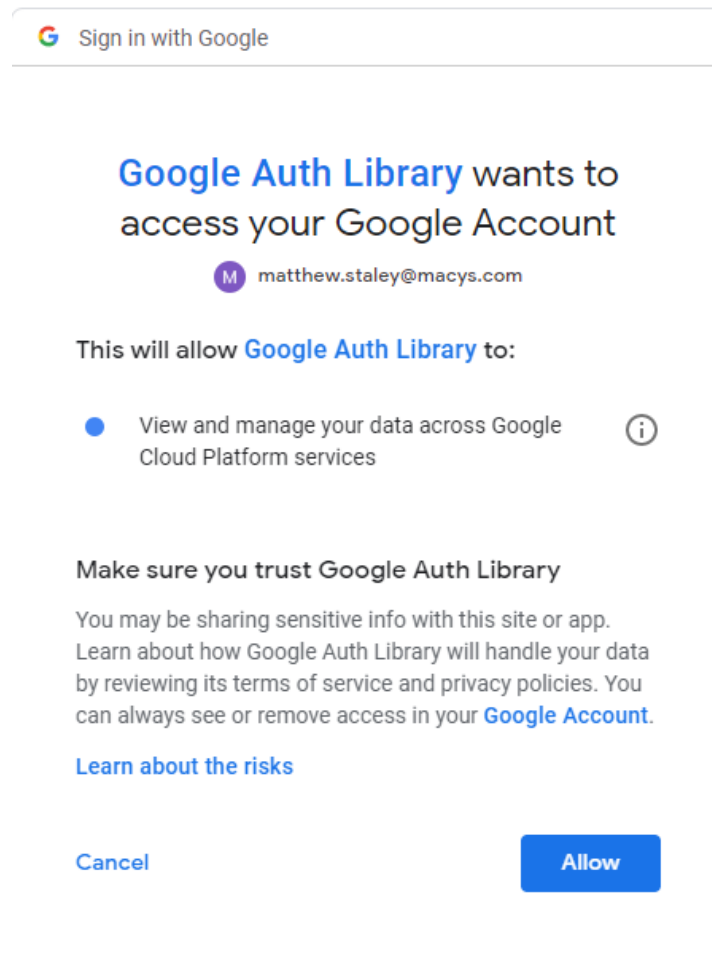 Sign in with Google
Google Auth Library wants to
access your Google Account
M matthew.staley@macys.com
This will allow Google Auth Library to:
View and manage your data across Google
Cloud Platform services
Make sure you trust Google Auth Library
You may be sharing sensitive info with this site or app.
Learn about how Google Auth Library will handle your data
by reviewing its terms of service and privacy policies. You
can always see or remove access in your Google Account.
Learn about the risks
Cancel Allow